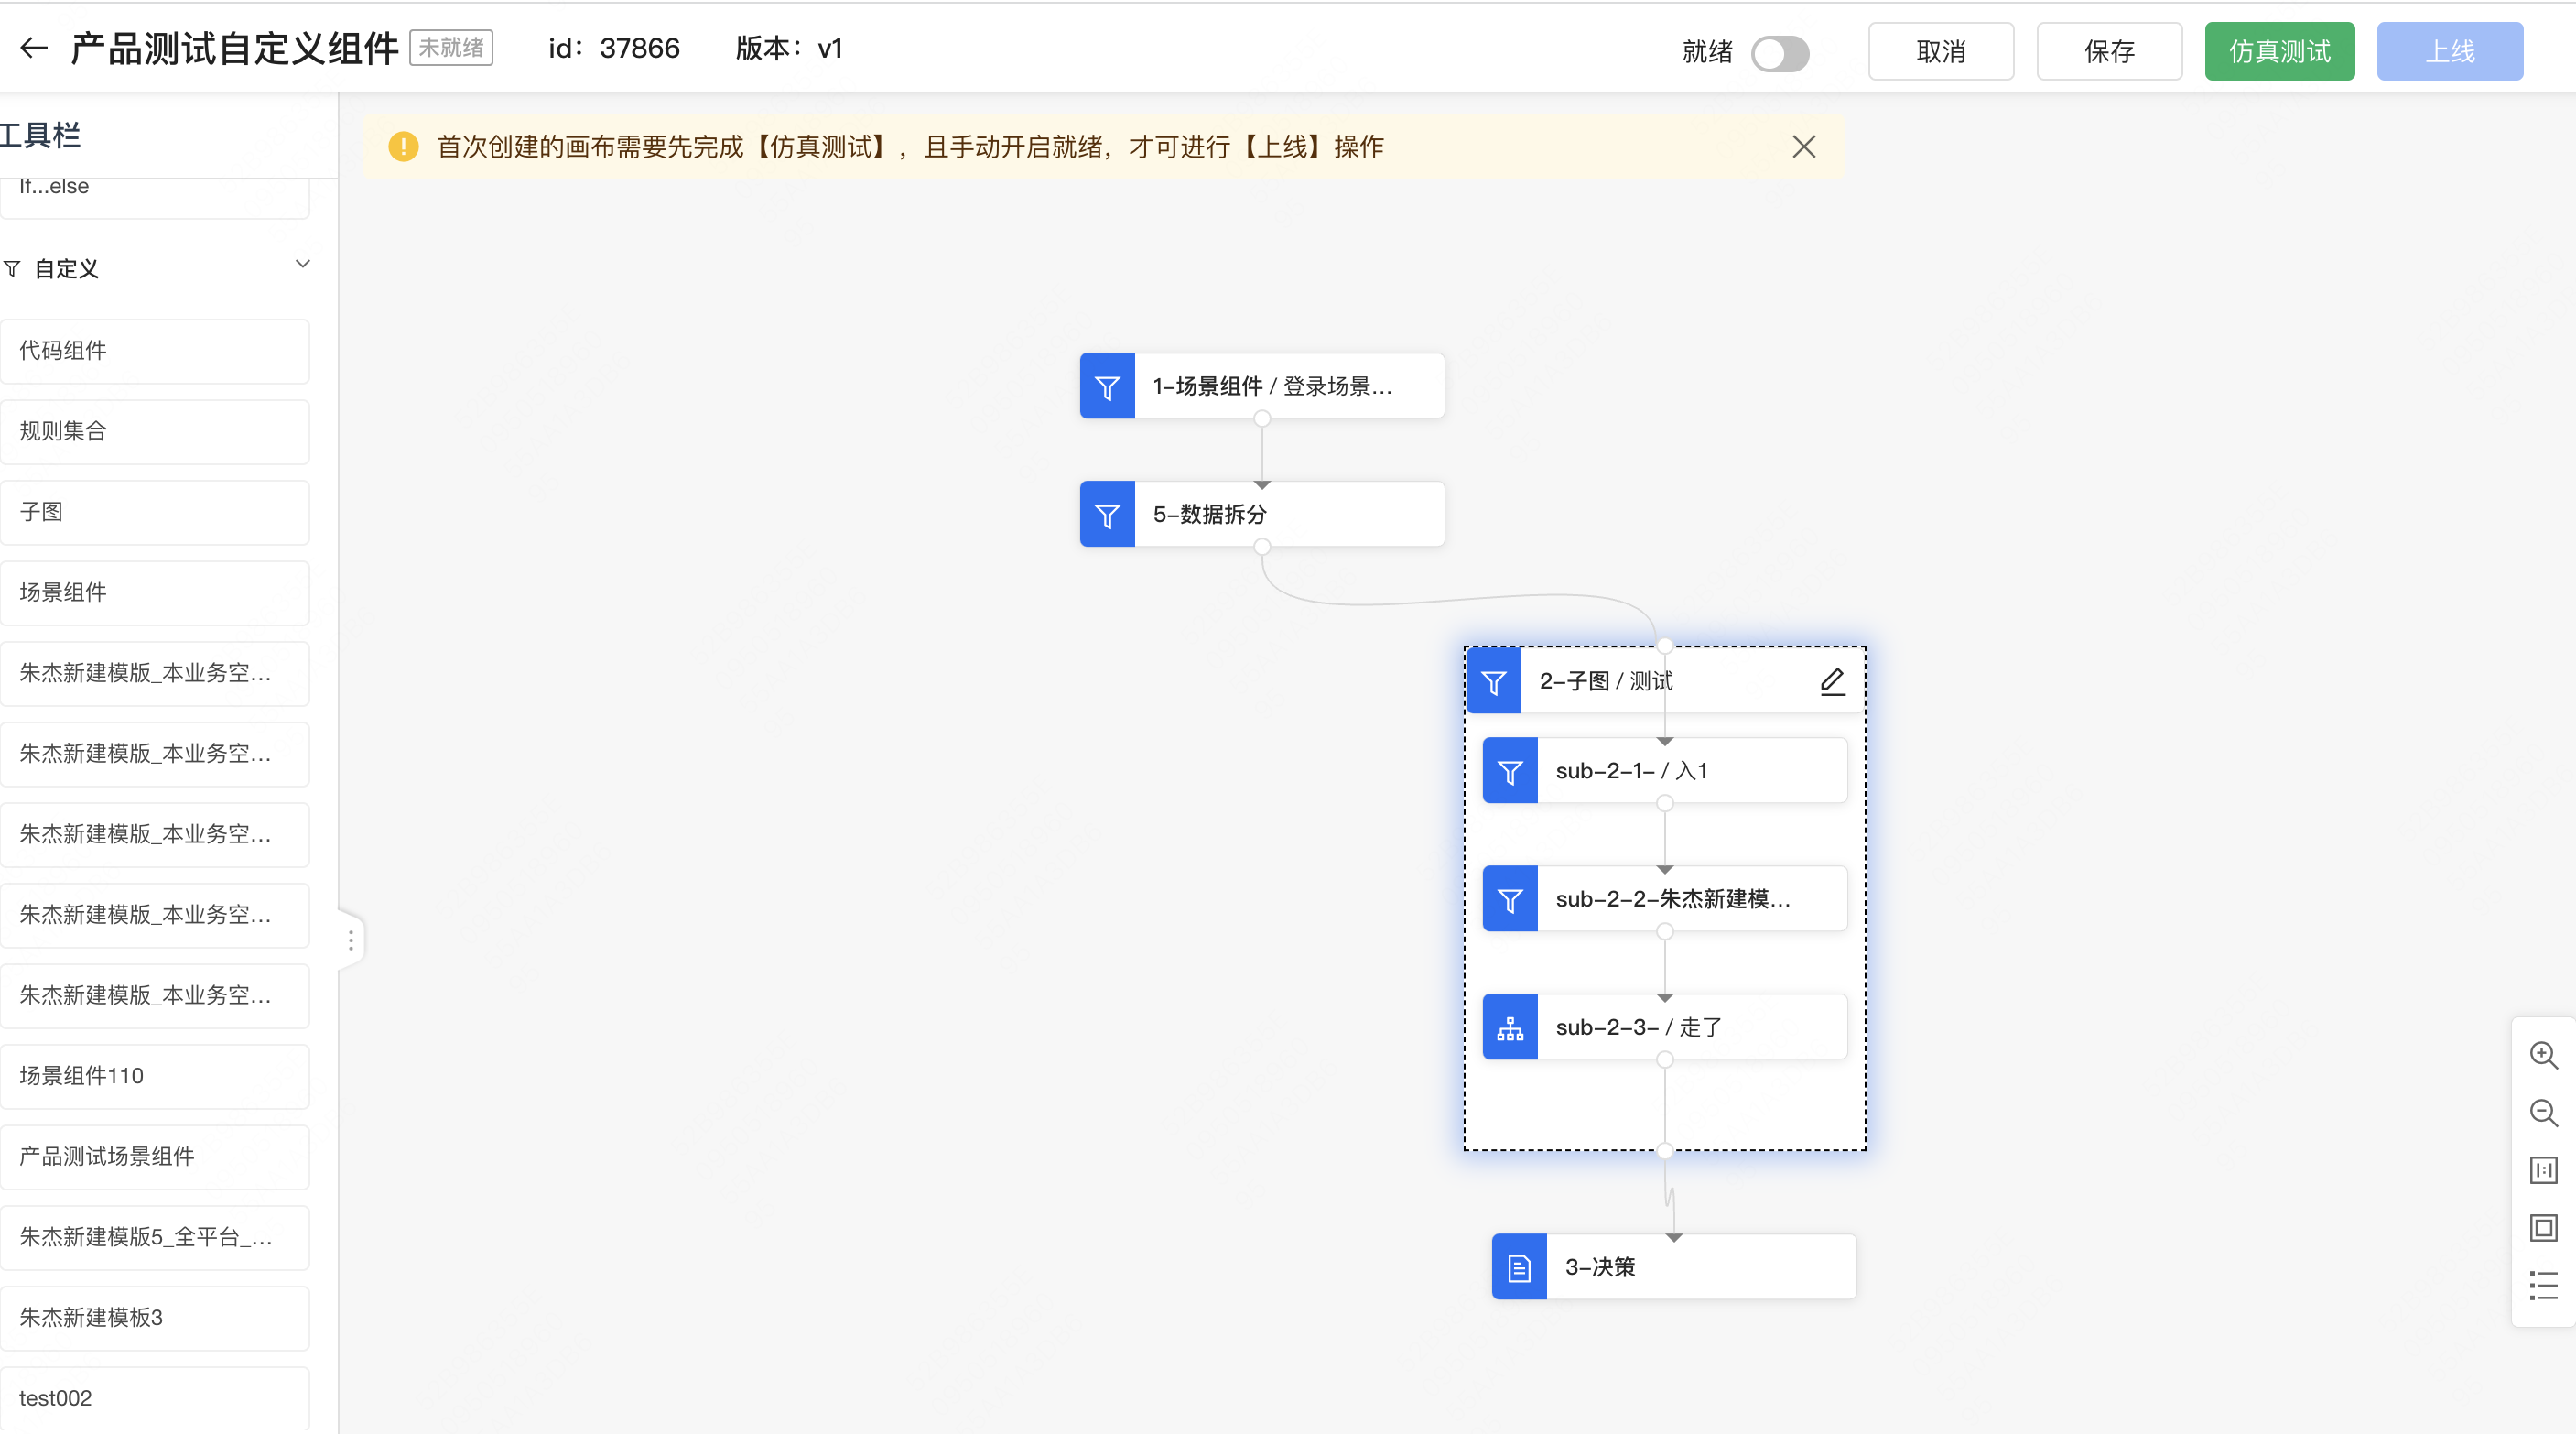 产品测试自定义组件 未就绪 id：37866 版本：v1 就绪 取消 保存 仿真测试 上线
工具栏
首次创建的画布需要先完成【仿真测试】，且手动开启就绪，才可进行【上线】操作
If...else
自定义
代码组件
规则集合
子图
场景组件
朱杰新建模版_本业务空...
朱杰新建模版_本业务空...
朱杰新建模版_本业务空...
朱杰新建模版_本业务空...
朱杰新建模版_本业务空...
场景组件110
产品测试场景组件
朱杰新建模版5_全平台_...
朱杰新建模板3
test002
1-场景组件 / 登录场景...
5-数据拆分
2-子图 / 测试
sub-2-1- / 入1
sub-2-2-朱杰新建模...
sub-2-3- / 走了
3-决策